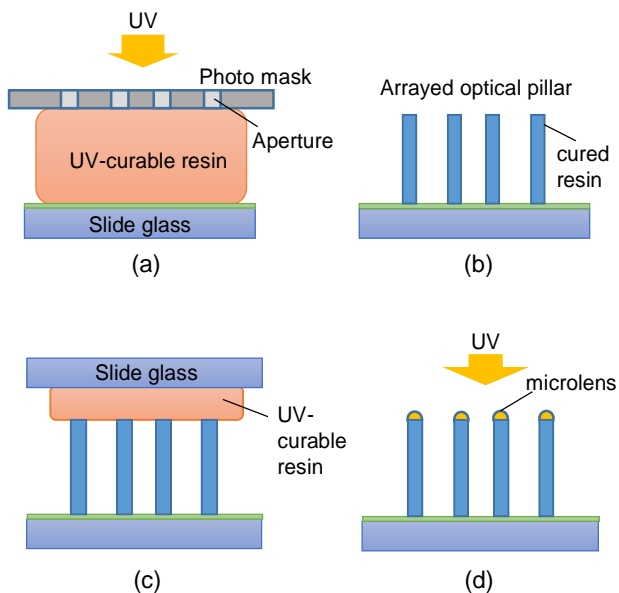 UV
Photo mask
Aperture
UV-curable resin
Slide glass
(a)
Arrayed optical pillar
cured
resin
(b)
Slide glass
UV-
curable
resin
(c)
UV
microlens
(d)